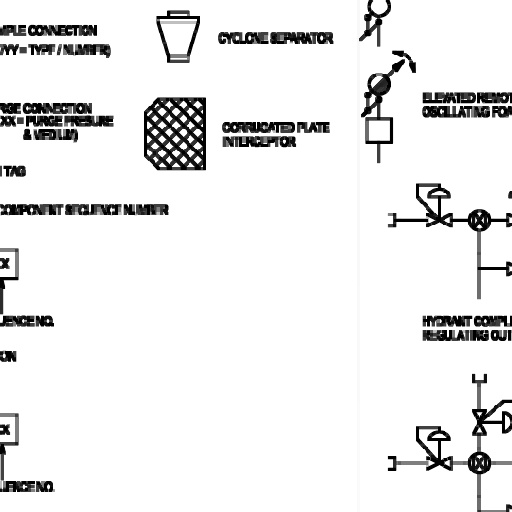 MPLE CONNECTION
/YY = TYPE / NUMBER)
CYCLONE SEPARATOR
RGE CONNECTION
XX = PURGE PRESURE
& MEDIUM)
CORRUCATED PLATE
INTERCEPTOR
TAG
COMPONENT SEQUENCE NUMBER
X
UENCE NO.
ON
X
UENCE NO.
ELEVATED REMOT
OSCILLATING FOA
HYDRANT COMPL
REGULATING OUT